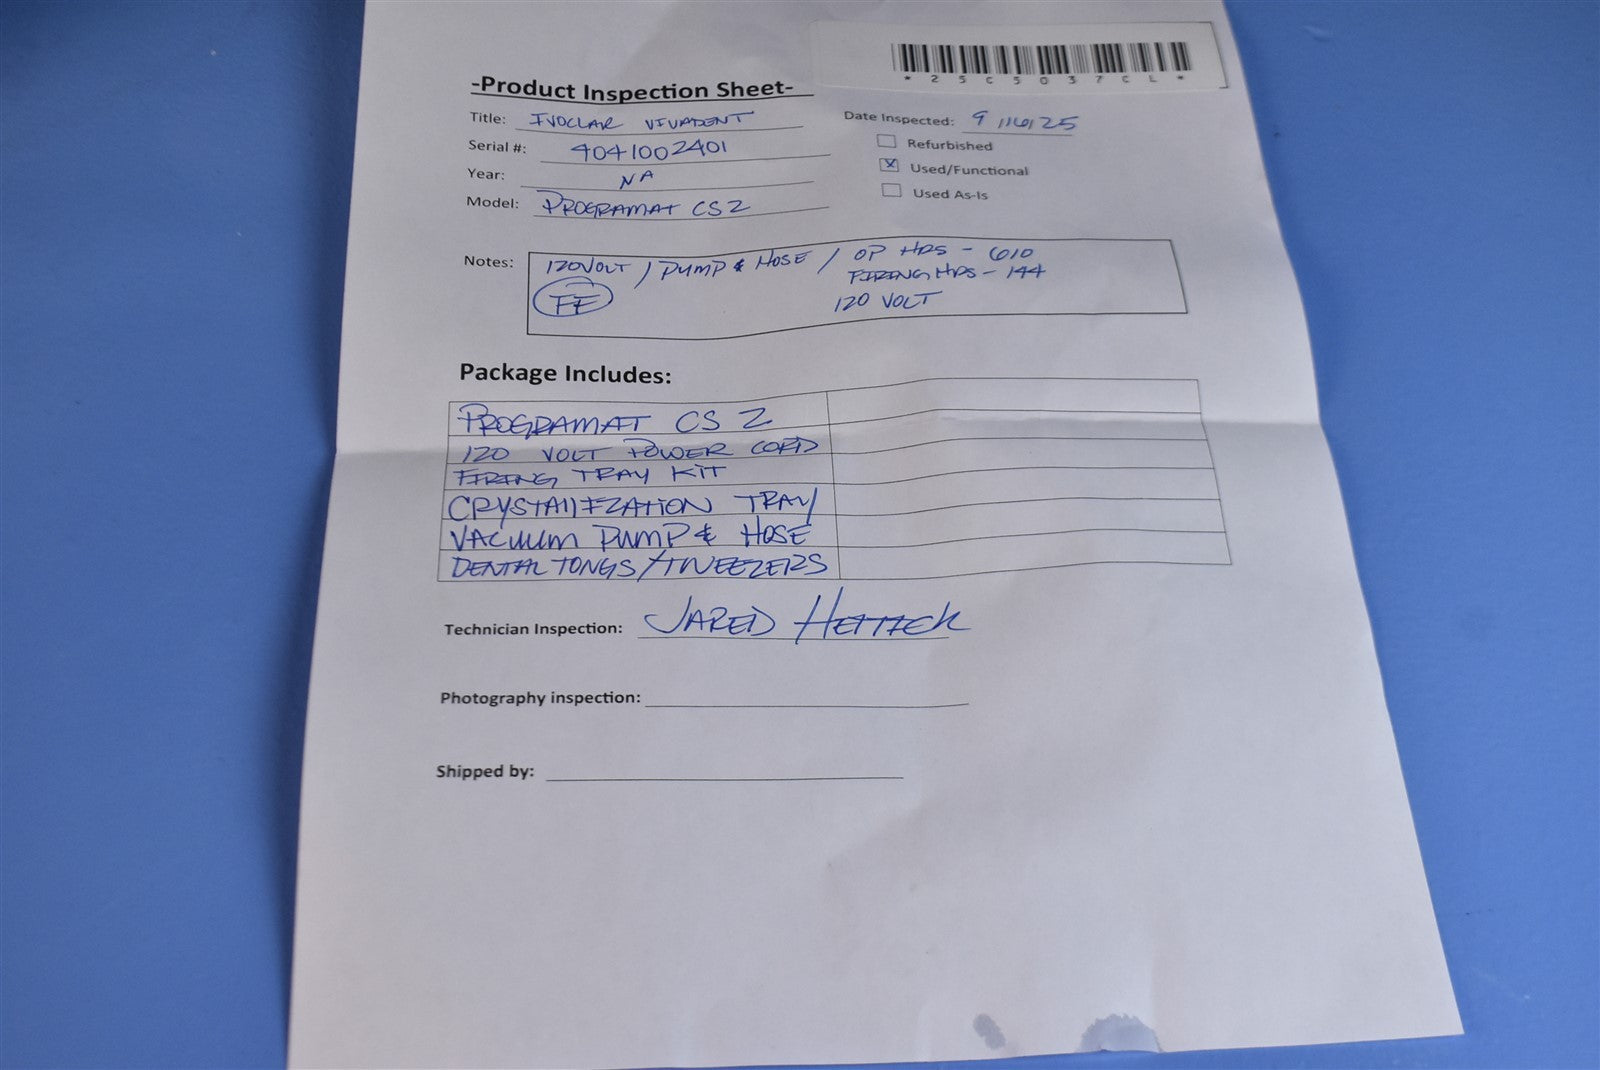 *25C5037CL*
-Product Inspection Sheet-
Title: IVOCLAR VIVADENT
Date Inspected: 9/16/25
Serial #: 4041002401
Refurbished
Year: NA
X Used/Functional
Model: PROGRAMAT CS2
Used As-Is
Notes: 120VOLT / PUMP & HOSE / OP HRS - 610
FIRING HRS - 144
FF
120 VOLT
Package Includes:
PROGRAMAT CS 2
120 VOLT POWER CORD
FIRING TRAY KIT
CRYSTALLIZATION TRAY
VACUUM PUMP & HOSE
DENTAL TONGS/TWEEZERS
Technician Inspection: JARED
Photography inspection:
Shipped by: